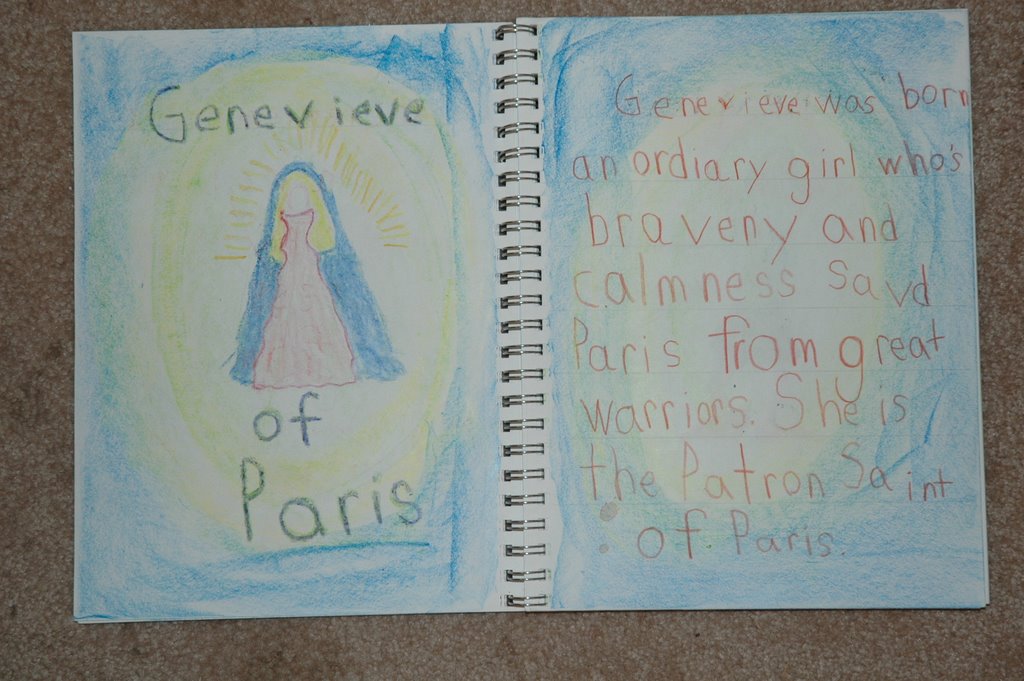 Genevieve
of
Paris
Genevieve was born
an ordiary girl who's
braveny and
calmness savd
Paris from great
warriors. She is
the Patron Saint
of Paris.